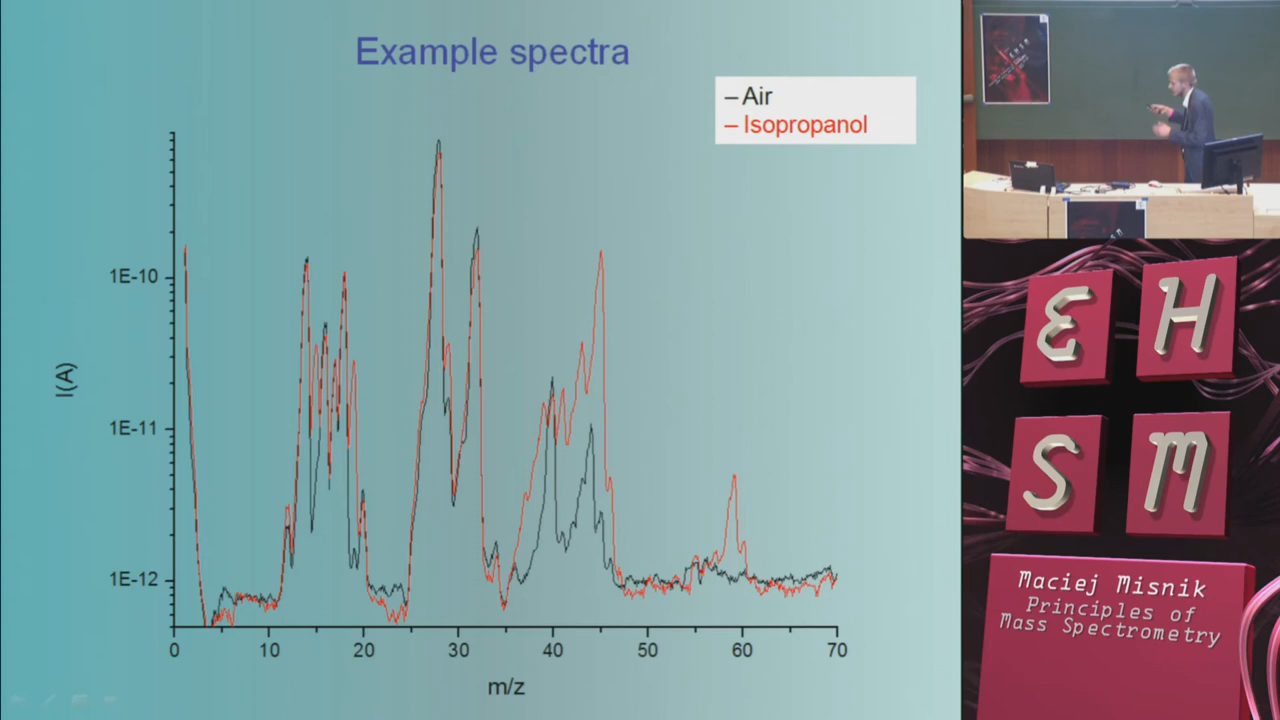 Example spectra
– Air
– Isopropanol
1E-10
1E-11
1E-12
I(A)
0 10 20 30 40 50 60 70
m/z
E H
S M
Maciej Misnik
Principles of
Mass Spectrometry